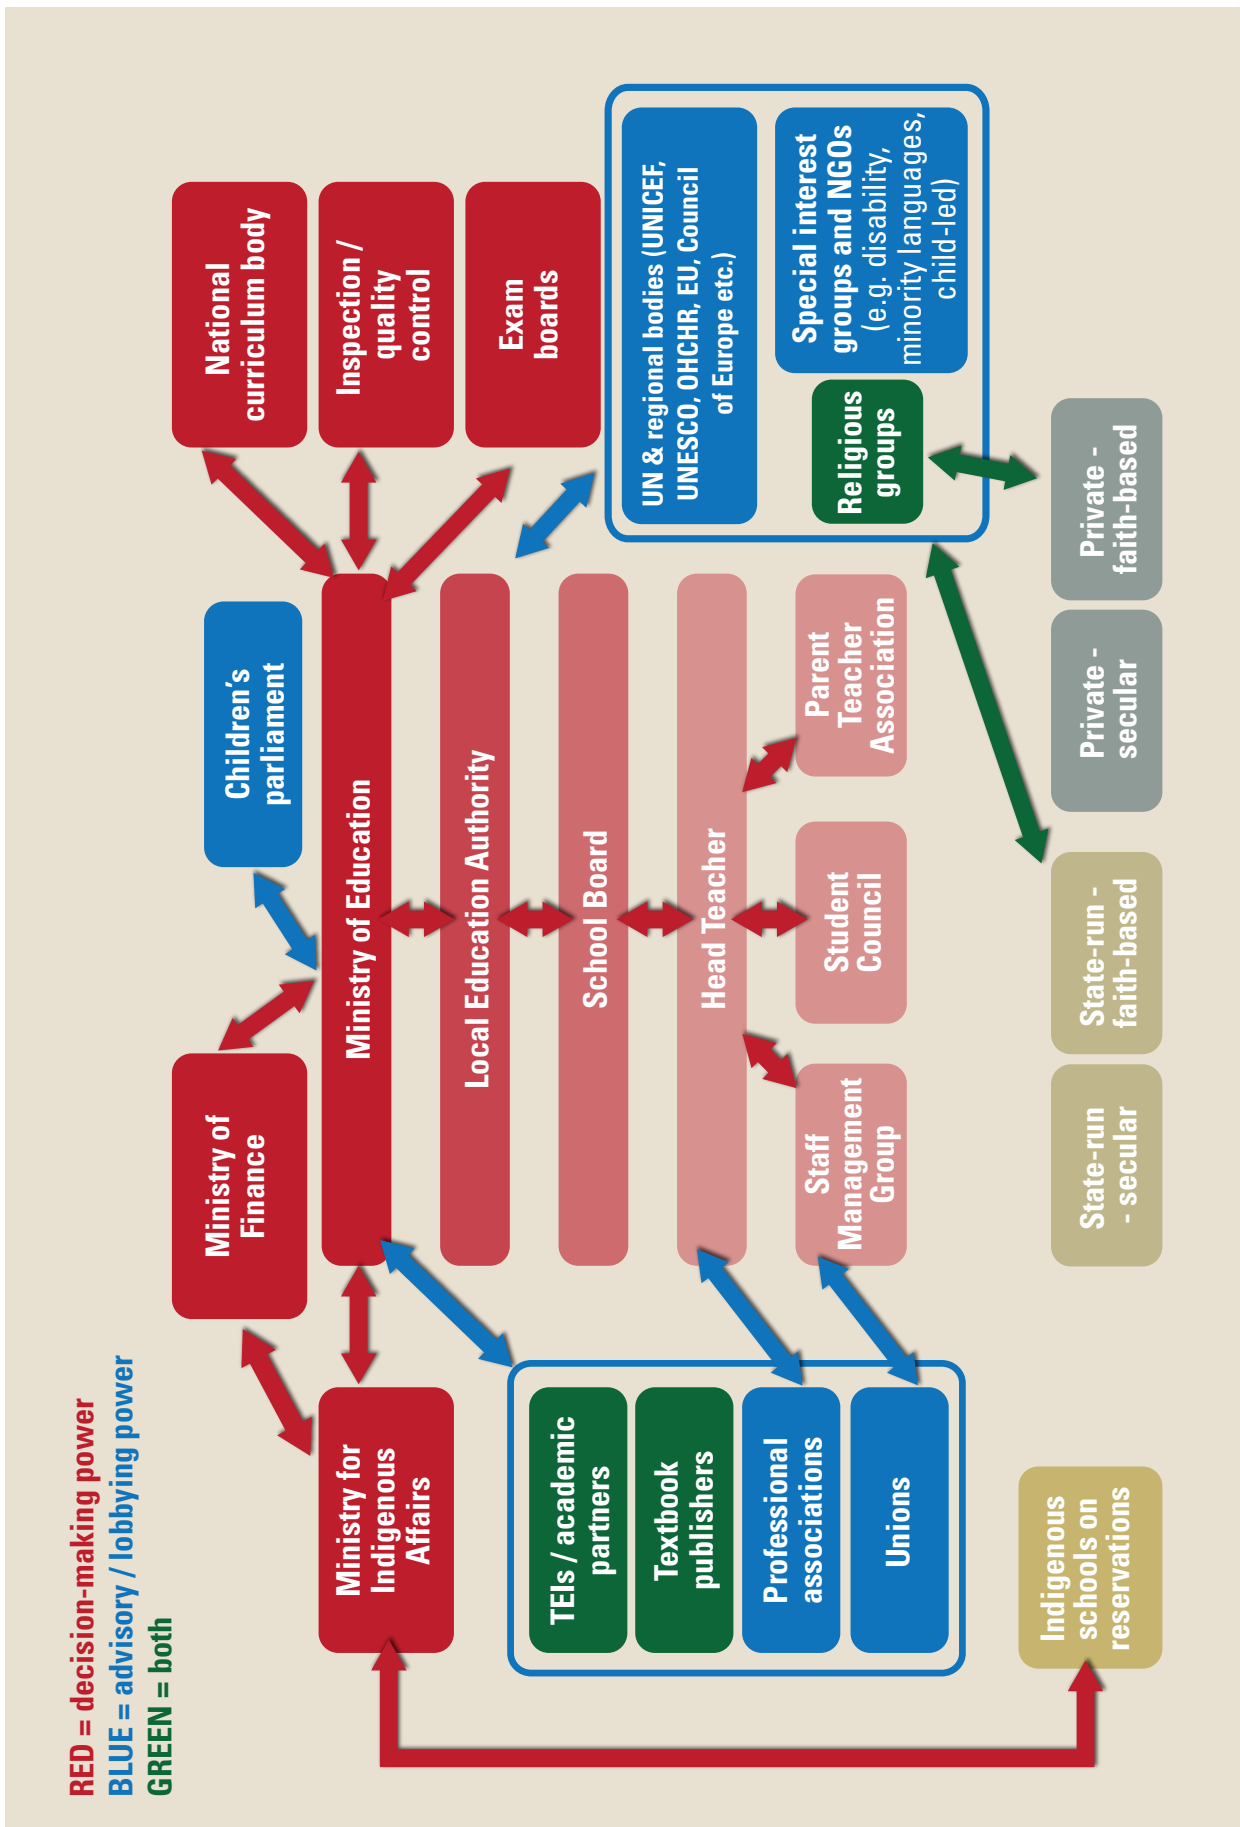 RED = decision-making power
BLUE = advisory / lobbying power
GREEN = both
Ministry of
Finance
Children's
parliament
National
curriculum body
Ministry for
Indigenous
Affairs
Ministry of Education
Inspection /
quality
control
Exam
boards
Local Education Authority
TEIs / academic
partners
Textbook
publishers
Professional
associations
Unions
School Board
Head Teacher
Staff
Management
Group
Student
Council
Parent
Teacher
Association
UN & regional bodies (UNICEF,
UNESCO, OHCHR, EU, Council
of Europe etc.)
Religious
groups
Special interest
groups and NGOs
(e.g. disability,
minority languages,
child-led)
Indigenous
schools on
reservations
State-run
- secular
State-run -
faith-based
Private -
secular
Private -
faith-based